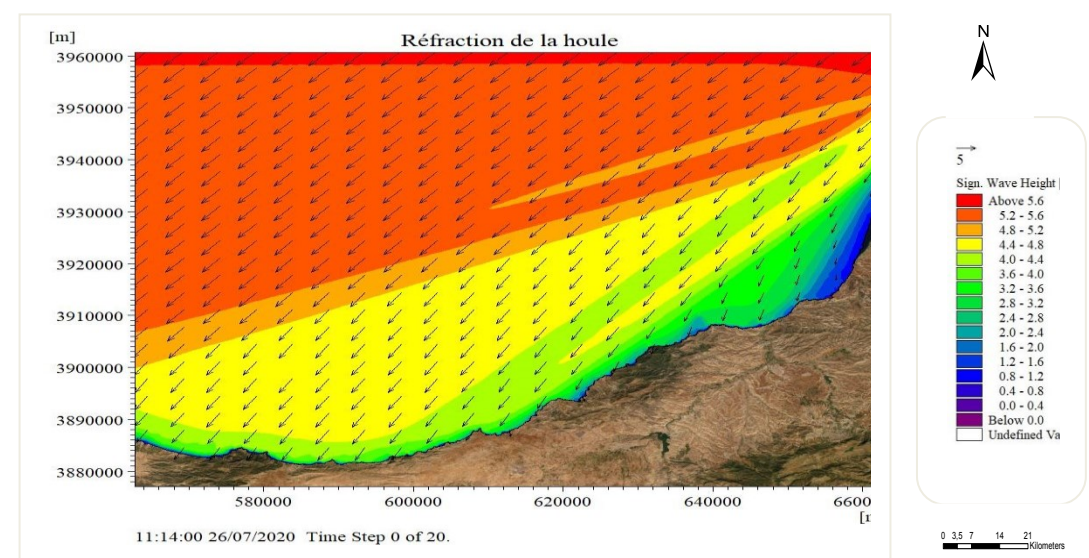 [m]
Réfraction de la houle
3960000
3950000
3940000
3930000
3920000
3910000
3900000
3890000
3880000
580000
600000
620000
640000
6600
[r
11:14:00 26/07/2020 Time Step 0 of 20.
N
5
Sign. Wave Height |
Above 5.6
5.2 - 5.6
4.8 - 5.2
4.4 - 4.8
4.0 - 4.4
3.6 - 4.0
3.2 - 3.6
2.8 - 3.2
2.4 - 2.8
2.0 - 2.4
1.6 - 2.0
1.2 - 1.6
0.8 - 1.2
0.4 - 0.8
0.0 - 0.4
Below 0.0
Undefined Va
0 3,5 7 14 21
Kilometers